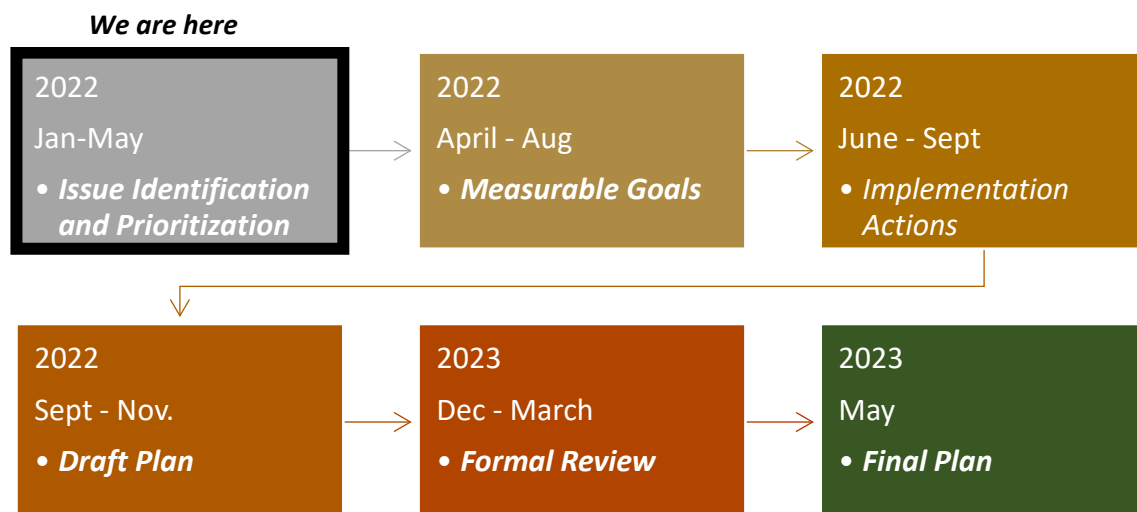 We are here
2022
Jan-May
• Issue Identification
and Prioritization
2022
April - Aug
• Measurable Goals
2022
June - Sept
• Implementation
Actions
2022
Sept - Nov.
• Draft Plan
2023
Dec - March
• Formal Review
2023
May
• Final Plan